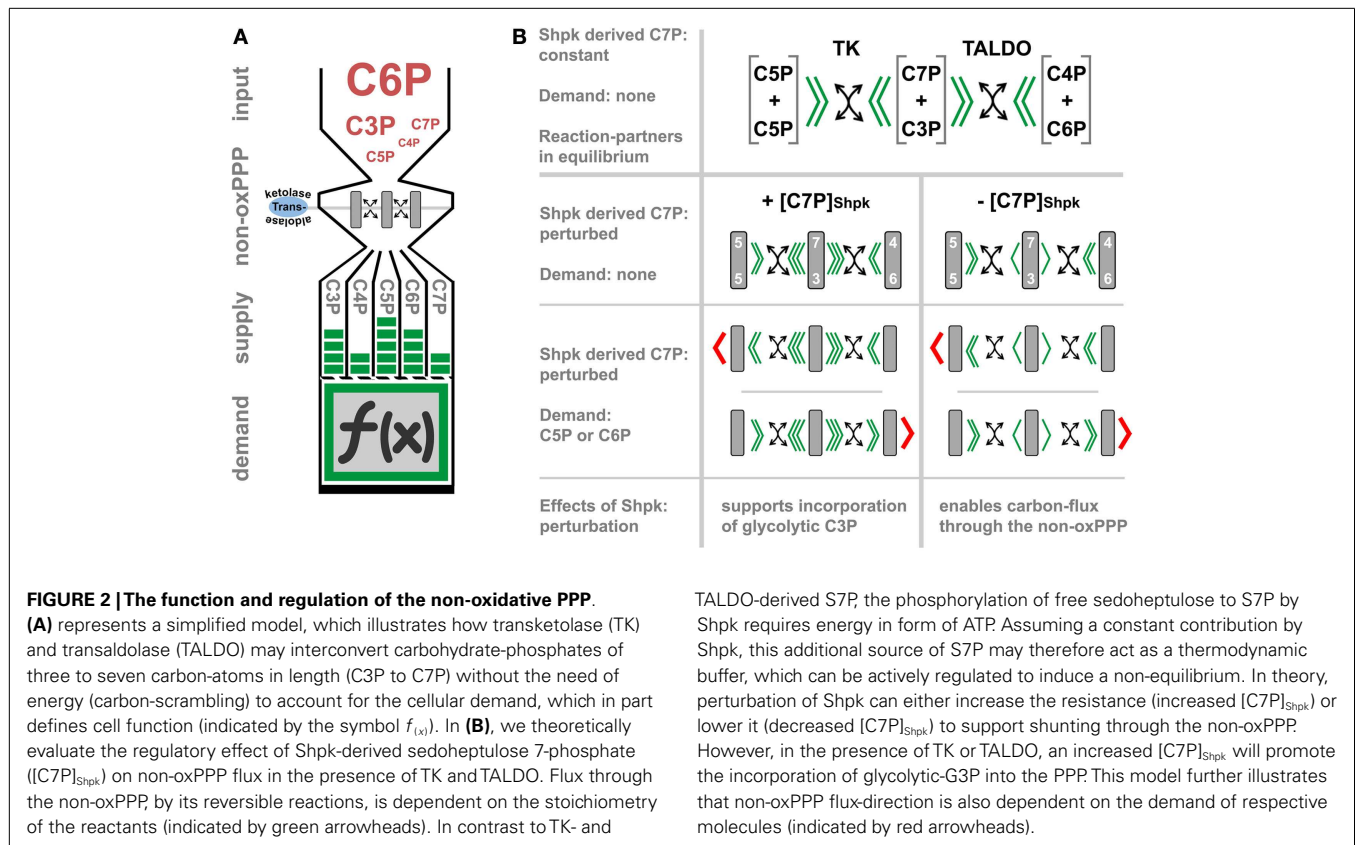 A
input
non-oxPPP
supply
demand
C6P
C3P C7P
C4P
C5P
ketolase
Trans-
aldolase
C3P
C4P
C5P
C6P
C7P
f(x)
B
Shpk derived C7P:
constant
Demand: none
Reaction-partners
in equilibrium
TK TALDO
C5P
+
C5P
C7P
+
C3P
C4P
+
C6P
Shpk derived C7P:
perturbed
Demand: none
+ [C7P]Shpk
5 7 4
5 3 6
- [C7P]Shpk
5 7 4
5 3 6
Shpk derived C7P:
perturbed
Demand:
C5P or C6P
Effects of Shpk:
perturbation
supports incorporation
of glycolytic C3P
enables carbon-flux
through the non-oxPPP
FIGURE 2 | The function and regulation of the non-oxidative PPP.
(A) represents a simplified model, which illustrates how transketolase (TK)
and transaldolase (TALDO) may interconvert carbohydrate-phosphates of
three to seven carbon-atoms in length (C3P to C7P) without the need of
energy (carbon-scrambling) to account for the cellular demand, which in part
defines cell function (indicated by the symbol f(x)). In (B), we theoretically
evaluate the regulatory effect of Shpk-derived sedoheptulose 7-phosphate
([C7P]Shpk) on non-oxPPP flux in the presence of TK and TALDO. Flux through
the non-oxPPP, by its reversible reactions, is dependent on the stoichiometry
of the reactants (indicated by green arrowheads). In contrast to TK- and
TALDO-derived S7P, the phosphorylation of free sedoheptulose to S7P by
Shpk requires energy in form of ATP. Assuming a constant contribution by
Shpk, this additional source of S7P may therefore act as a thermodynamic
buffer, which can be actively regulated to induce a non-equilibrium. In theory,
perturbation of Shpk can either increase the resistance (increased [C7P]Shpk) or
lower it (decreased [C7P]Shpk) to support shunting through the non-oxPPP.
However, in the presence of TK or TALDO, an increased [C7P]Shpk will promote
the incorporation of glycolytic-G3P into the PPP. This model further illustrates
that non-oxPPP flux-direction is also dependent on the demand of respective
molecules (indicated by red arrowheads).